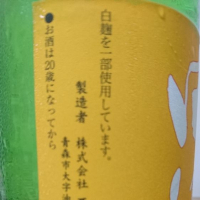 白麹を一部使用しています。
製造者 株式会社
青森市大字
●お酒は20歳になってから